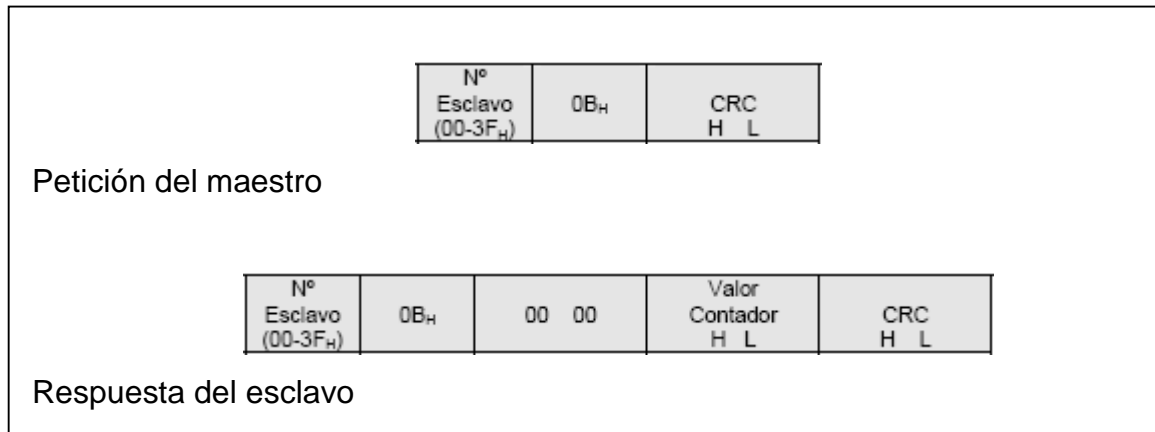 Nº
Esclavo
(00-3FH)
0BH
CRC
H L
Petición del maestro
Nº
Esclavo
(00-3FH)
0BH
00 00
Valor
Contador
H L
CRC
H L
Respuesta del esclavo